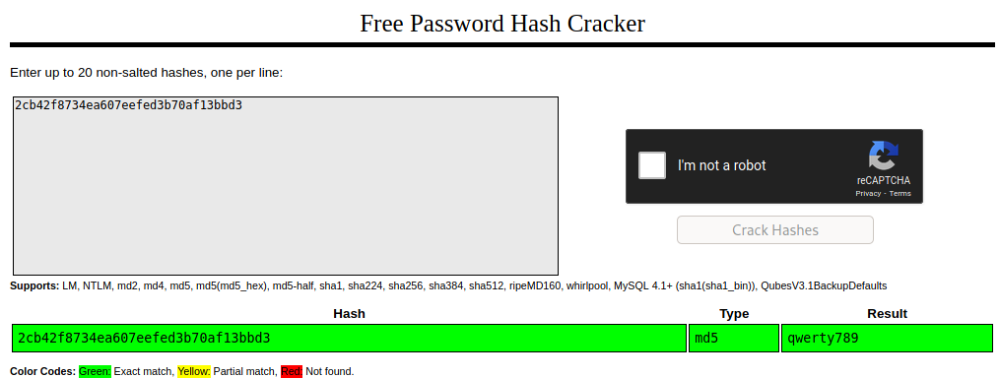 Free Password Hash Cracker
Enter up to 20 non-salted hashes, one per line:
2cb42f8734ea607eefed3b70af13bbd3
I'm not a robot
reCAPTCHA
Privacy - Terms
Crack Hashes
Supports: LM, NTLM, md2, md4, md5, md5(md5_hex), md5-half, sha1, sha224, sha256, sha384, sha512, ripeMD160, whirlpool, MySQL 4.1+ (sha1(sha1_bin)), QubesV3.1BackupDefaults
Hash Type Result
2cb42f8734ea607eefed3b70af13bbd3 md5 qwerty789
Color Codes: Green: Exact match, Yellow: Partial match, Red: Not found.